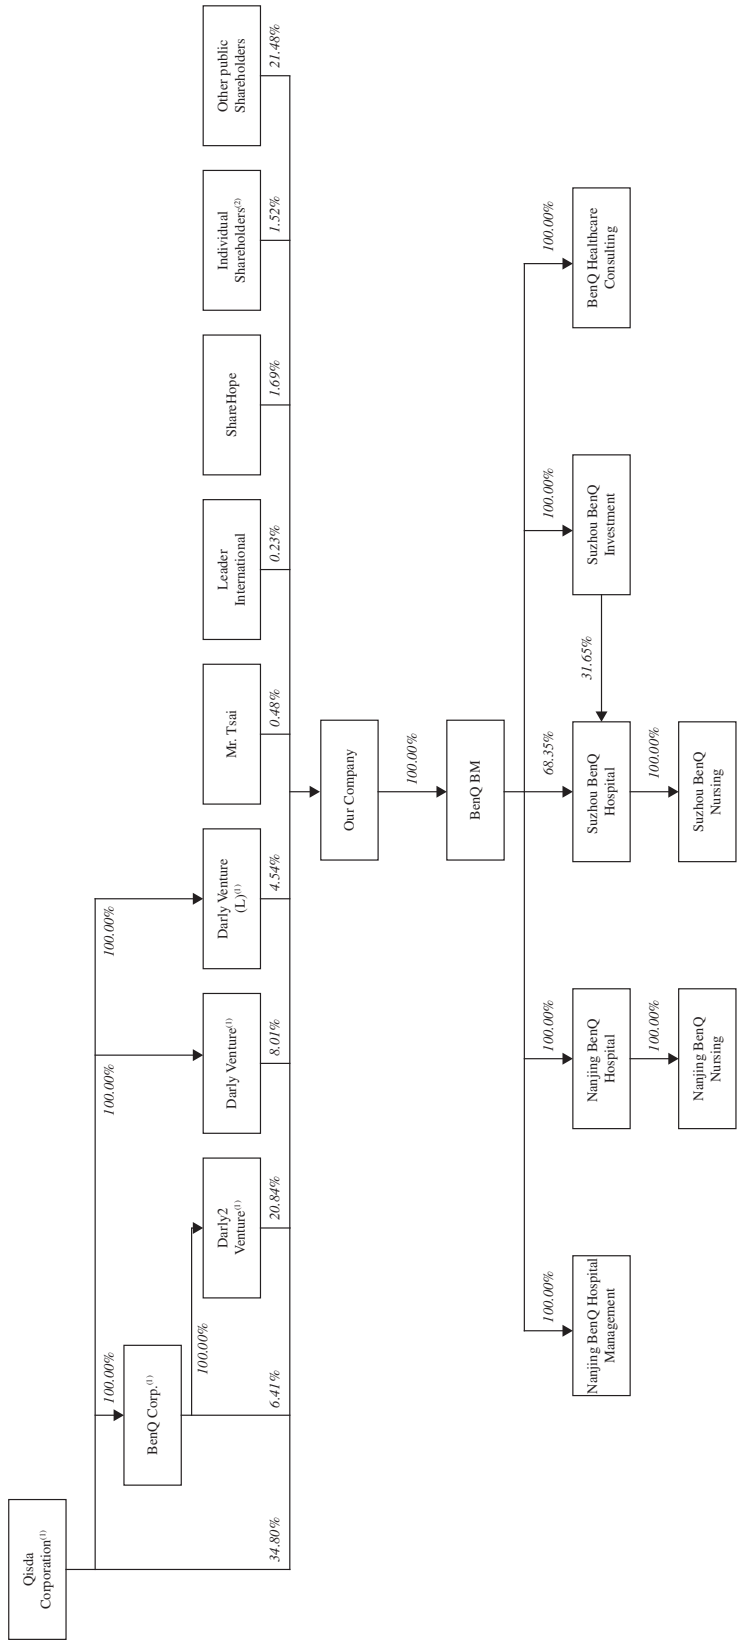 Qisda
Corporation(1)
100.00%
100.00%
100.00%
BenQ Corp.(1)
100.00%
Darly2
Venture(1)
Darly Venture(1)
Darly Venture
(L)(1)
Mr. Tsai
Leader
International
ShareHope
Individual
Shareholders(2)
Other public
Shareholders
34.80%
6.41%
20.84%
8.01%
4.54%
0.48%
0.23%
1.69%
1.52%
21.48%
Our Company
100.00%
BenQ BM
100.00%
100.00%
68.35%
100.00%
100.00%
Nanjing BenQ Hospital
Management
Nanjing BenQ
Hospital
Suzhou BenQ
Hospital
31.65%
Suzhou BenQ
Investment
BenQ Healthcare
Consulting
100.00%
100.00%
Nanjing BenQ
Nursing
Suzhou BenQ
Nursing